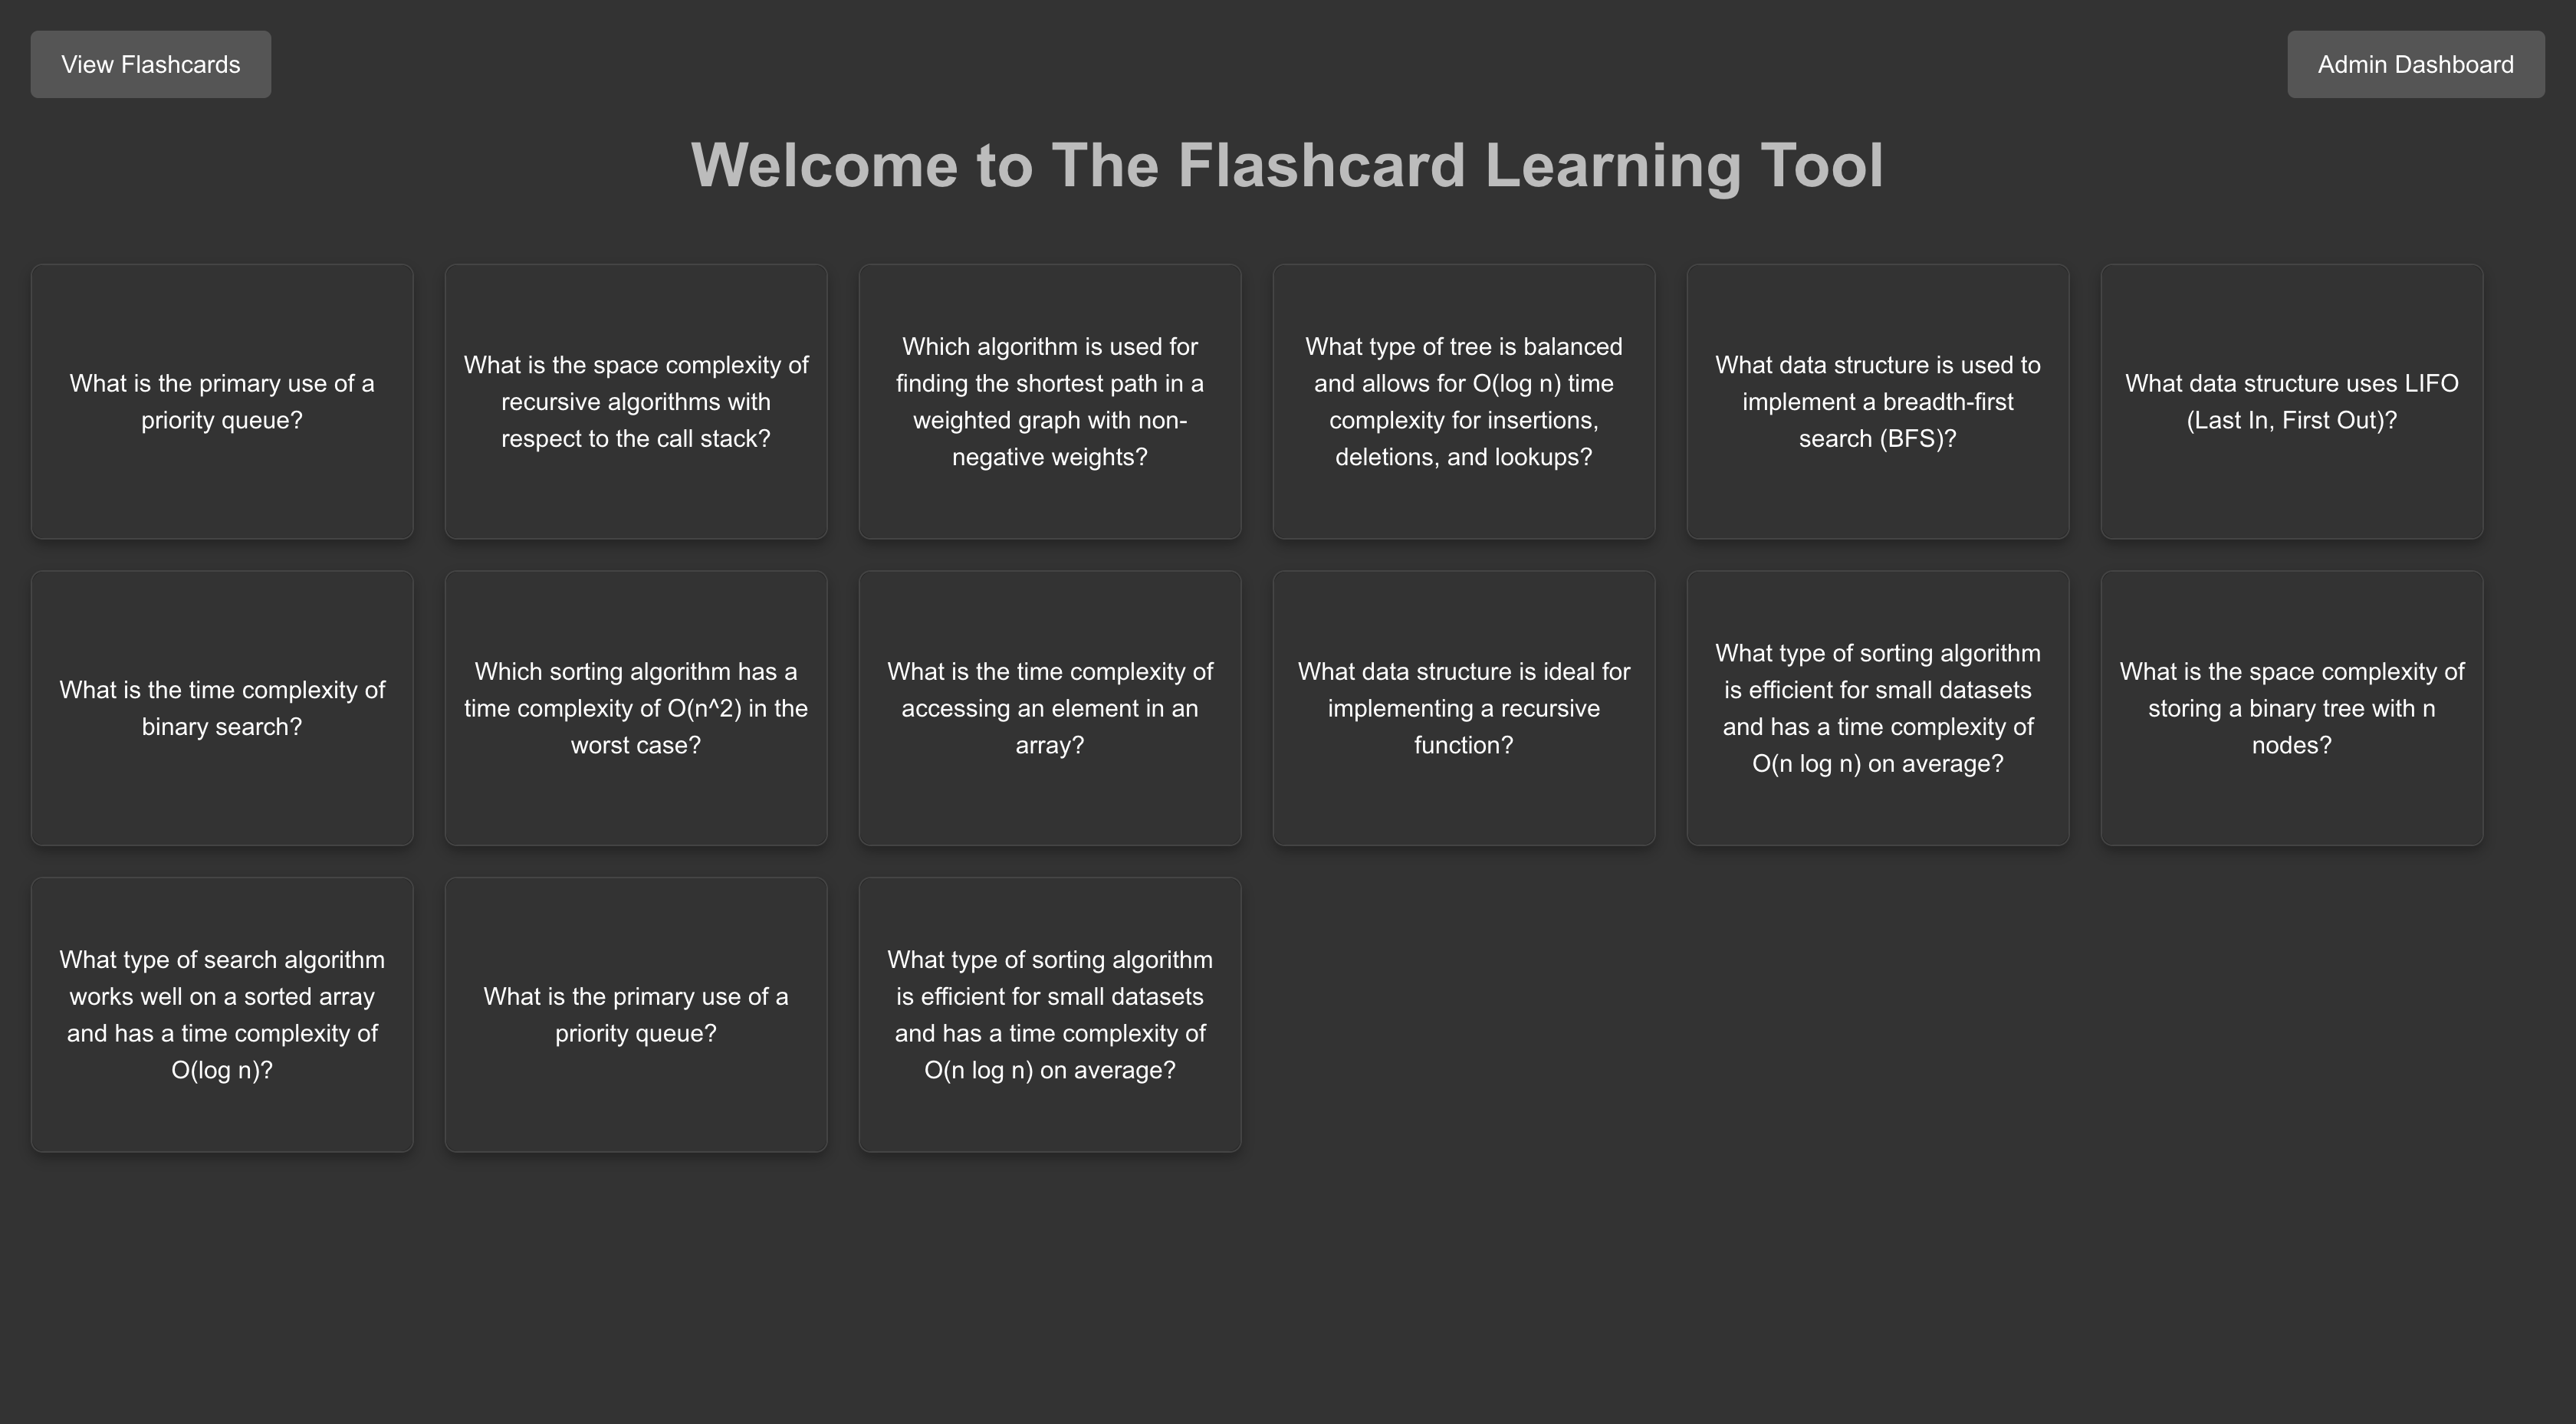 View Flashcards
Admin Dashboard
Welcome to The Flashcard Learning Tool
What is the primary use of a
priority queue?
What is the space complexity of
recursive algorithms with
respect to the call stack?
Which algorithm is used for
finding the shortest path in a
weighted graph with non-
negative weights?
What type of tree is balanced
and allows for O(log n) time
complexity for insertions,
deletions, and lookups?
What data structure is used to
implement a breadth-first
search (BFS)?
What data structure uses LIFO
(Last In, First Out)?
What is the time complexity of
binary search?
Which sorting algorithm has a
time complexity of O(n^2) in the
worst case?
What is the time complexity of
accessing an element in an
array?
What data structure is ideal for
implementing a recursive
function?
What type of sorting algorithm
is efficient for small datasets
and has a time complexity of
O(n log n) on average?
What is the space complexity of
storing a binary tree with n
nodes?
What type of search algorithm
works well on a sorted array
and has a time complexity of
O(log n)?
What is the primary use of a
priority queue?
What type of sorting algorithm
is efficient for small datasets
and has a time complexity of
O(n log n) on average?